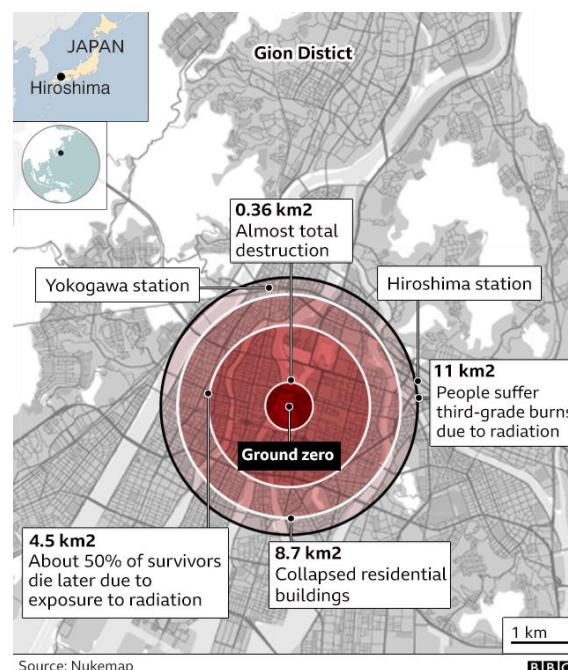 JAPAN
Hiroshima
Gion Distict
0.36 km2
Almost total
destruction
Yokogawa station
Hiroshima station
11 km2
People suffer
third-grade burns
due to radiation
Ground zero
4.5 km2
About 50% of survivors
die later due to
exposure to radiation
8.7 km2
Collapsed residential
buildings
1 km
Source: Nukemap
BBC